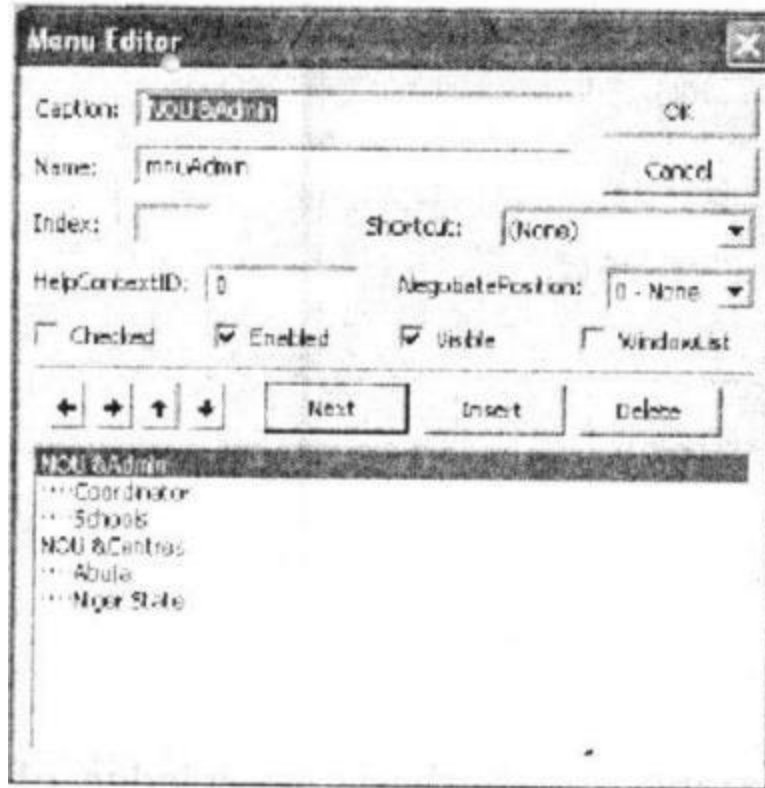 Menu Editor
Caption: NOU &Admin OK
Name: mnuAdmin Cancel
Index: Shortcut: (None)
HelpContextID: 0 NegotiatePosition: 0 - None
Checked Enabled Visible WindowList
Next Insert Delete
NOU &Admin
····Coordinator
····Schools
NOU &Centres
····Abuja
····Niger State